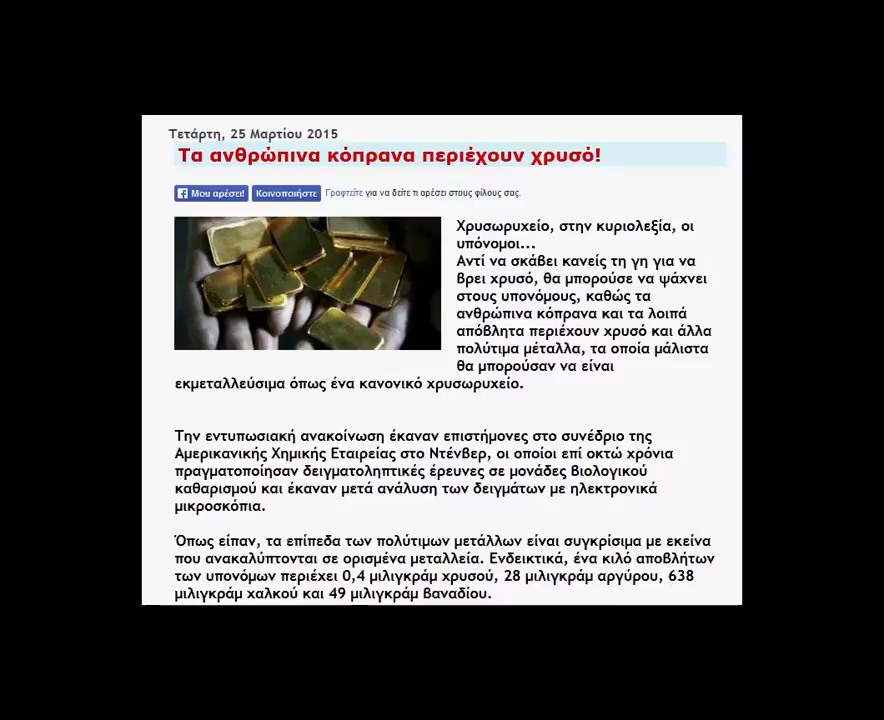 Τετάρτη, 25 Μαρτίου 2015
Τα ανθρώπινα κόπρανα περιέχουν χρυσό!
Μου αρέσει! Κοινοποιήστε Γραφτείτε για να δείτε τι αρέσει στους φίλους σας.
Χρυσωρυχείο, στην κυριολεξία, οι
υπόνομοι...
Αντί να σκάβει κανείς τη γη για να
βρει χρυσό, θα μπορούσε να ψάχνει
στους υπονόμους, καθώς τα
ανθρώπινα κόπρανα και τα λοιπά
απόβλητα περιέχουν χρυσό και άλλα
πολύτιμα μέταλλα, τα οποία μάλιστα
θα μπορούσαν να είναι
εκμεταλλεύσιμα όπως ένα κανονικό χρυσωρυχείο.
Την εντυπωσιακή ανακοίνωση έκαναν επιστήμονες στο συνέδριο της
Αμερικανικής Χημικής Εταιρείας στο Ντένβερ, οι οποίοι επί οκτώ χρόνια
πραγματοποίησαν δειγματοληπτικές έρευνες σε μονάδες βιολογικού
καθαρισμού και έκαναν μετά ανάλυση των δειγμάτων με ηλεκτρονικά
μικροσκόπια.
Όπως είπαν, τα επίπεδα των πολύτιμων μετάλλων είναι συγκρίσιμα με εκείνα
που ανακαλύπτονται σε ορισμένα μεταλλεία. Ενδεικτικά, ένα κιλό αποβλήτων
των υπονόμων περιέχει 0,4 μιλιγκράμ χρυσού, 28 μιλιγκράμ αργύρου, 638
μιλιγκράμ χαλκού και 49 μιλιγκράμ βαναδίου.